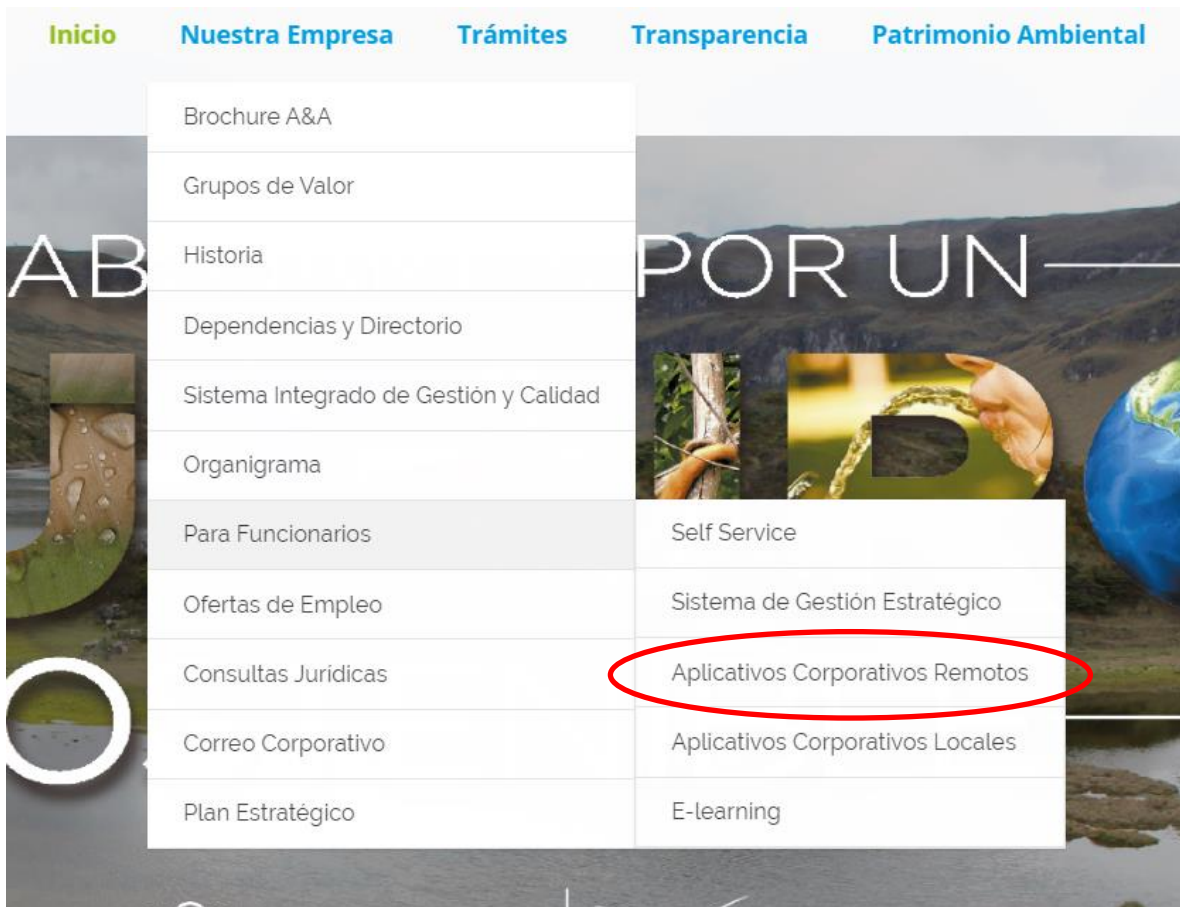 Inicio Nuestra Empresa Trámites Transparencia Patrimonio Ambiental
Brochure A&A
Grupos de Valor
AB POR UN
Historia
Dependencias y Directorio
Sistema Integrado de Gestión y Calidad
Organigrama
Para Funcionarios
Self Service
Ofertas de Empleo
Sistema de Gestión Estratégico
Consultas Jurídicas
Aplicativos Corporativos Remotos
Correo Corporativo
Aplicativos Corporativos Locales
Plan Estratégico
E-learning